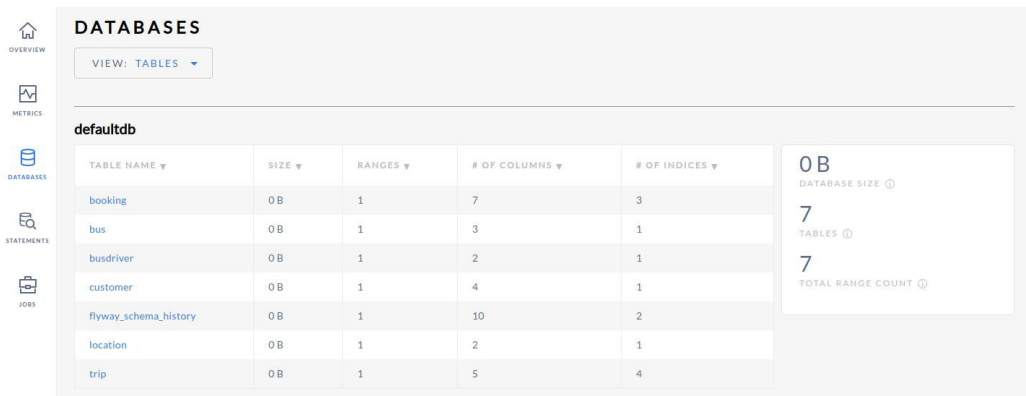 DATABASES
VIEW: TABLES
OVERVIEW
METRICS
DATABASES
STATEMENTS
JOBS
defaultdb
TABLE NAME SIZE RANGES # OF COLUMNS # OF INDICES
booking 0 B 1 7 3
bus 0 B 1 3 1
busdriver 0 B 1 2 1
customer 0 B 1 4 1
flyway_schema_history 0 B 1 10 2
location 0 B 1 2 1
trip 0 B 1 5 4
0 B
DATABASE SIZE
7
TABLES
7
TOTAL RANGE COUNT